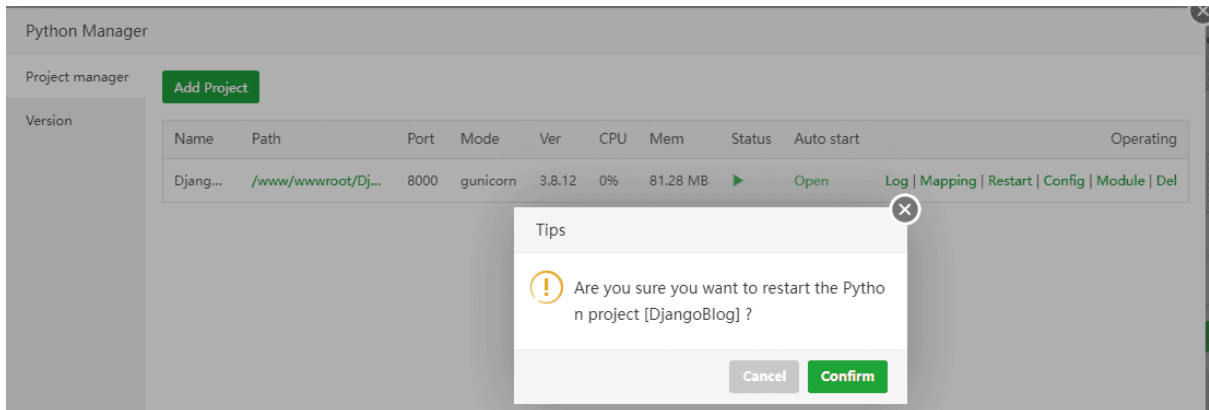 Python Manager
Project manager
Add Project
Version
Name Path Port Mode Ver CPU Mem Status Auto start Operating
Djang... /www/wwwroot/Dj... 8000 gunicorn 3.8.12 0% 81.28 MB Open Log | Mapping | Restart | Config | Module | Del
Tips
Are you sure you want to restart the Pytho
n project [DjangoBlog] ?
Cancel Confirm